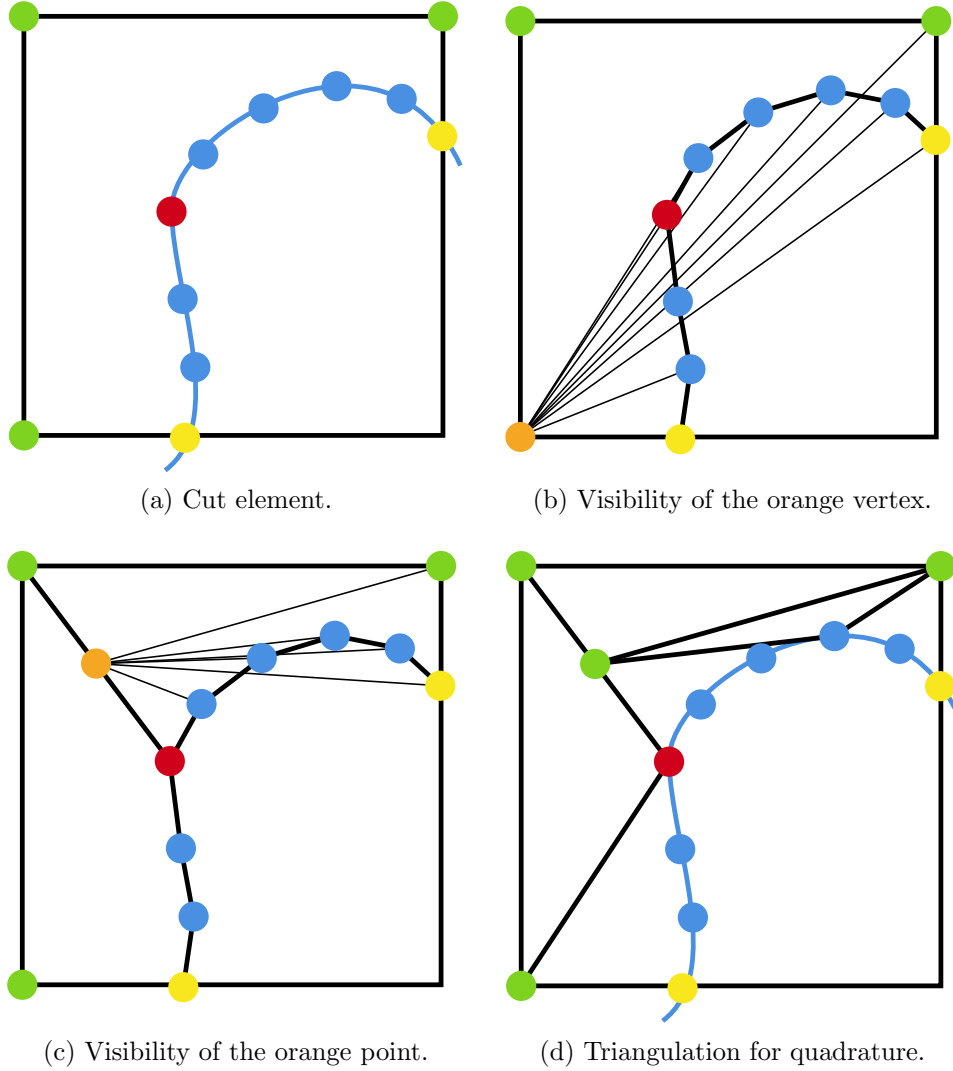 (a) Cut element.
(b) Visibility of the orange vertex.
(c) Visibility of the orange point.
(d) Triangulation for quadrature.